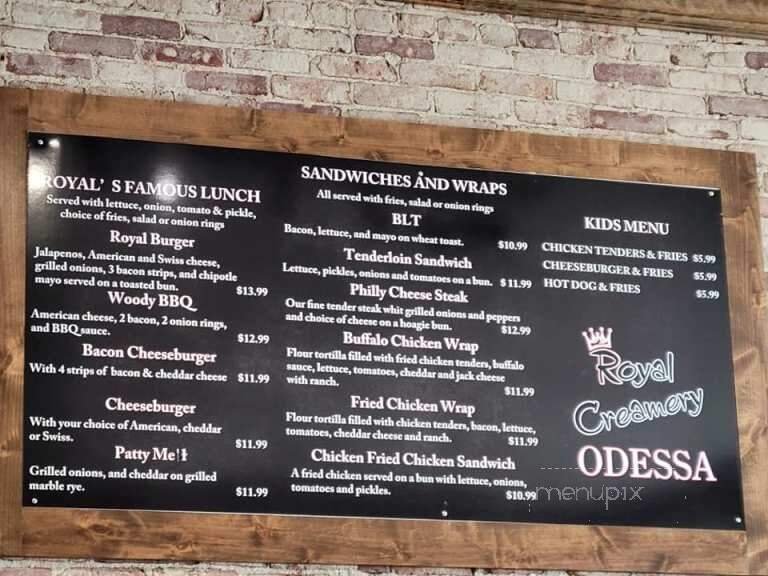 ROYAL' S FAMOUS LUNCH
Served with lettuce, onion, tomato & pickle,
choice of fries, salad or onion rings
Royal Burger
Jalapenos, American and Swiss cheese,
grilled onions, 3 bacon strips, and chipotle
mayo served on a toasted bun. $13.99
Woody BBQ
American cheese, 2 bacon, 2 onion rings,
and BBQ sauce. $12.99
Bacon Cheeseburger
With 4 strips of bacon & cheddar cheese $11.99
Cheeseburger
With your choice of American, cheddar
or Swiss. $11.99
Patty Me!t
Grilled onions, and cheddar on grilled
marble rye. $11.99
SANDWICHES AND WRAPS
All served with fries, salad or onion rings
BLT
Bacon, lettuce, and mayo on wheat toast. $10.99
Tenderloin Sandwich
Lettuce, pickles, onions and tomatoes on a bun. $ 11.99
Philly Cheese Steak
Our fine tender steak whit grilled onions and peppers
and choice of cheese on a hoagie bun. $12.99
Buffalo Chicken Wrap
Flour tortilla filled with fried chicken tenders, buffalo
sauce, lettuce, tomatoes, cheddar and jack cheese
with ranch. $11.99
Fried Chicken Wrap
Flour tortilla filled with chicken tenders, bacon, lettuce,
tomatoes, cheddar cheese and ranch. $11.99
Chicken Fried Chicken Sandwich
A fried chicken served on a bun with lettuce, onions,
tomatoes and pickles. $10.99
KIDS MENU
CHICKEN TENDERS & FRIES $5.99
CHEESEBURGER & FRIES $5.99
HOT DOG & FRIES $5.99
Royal
Creamery
ODESSA
menupix